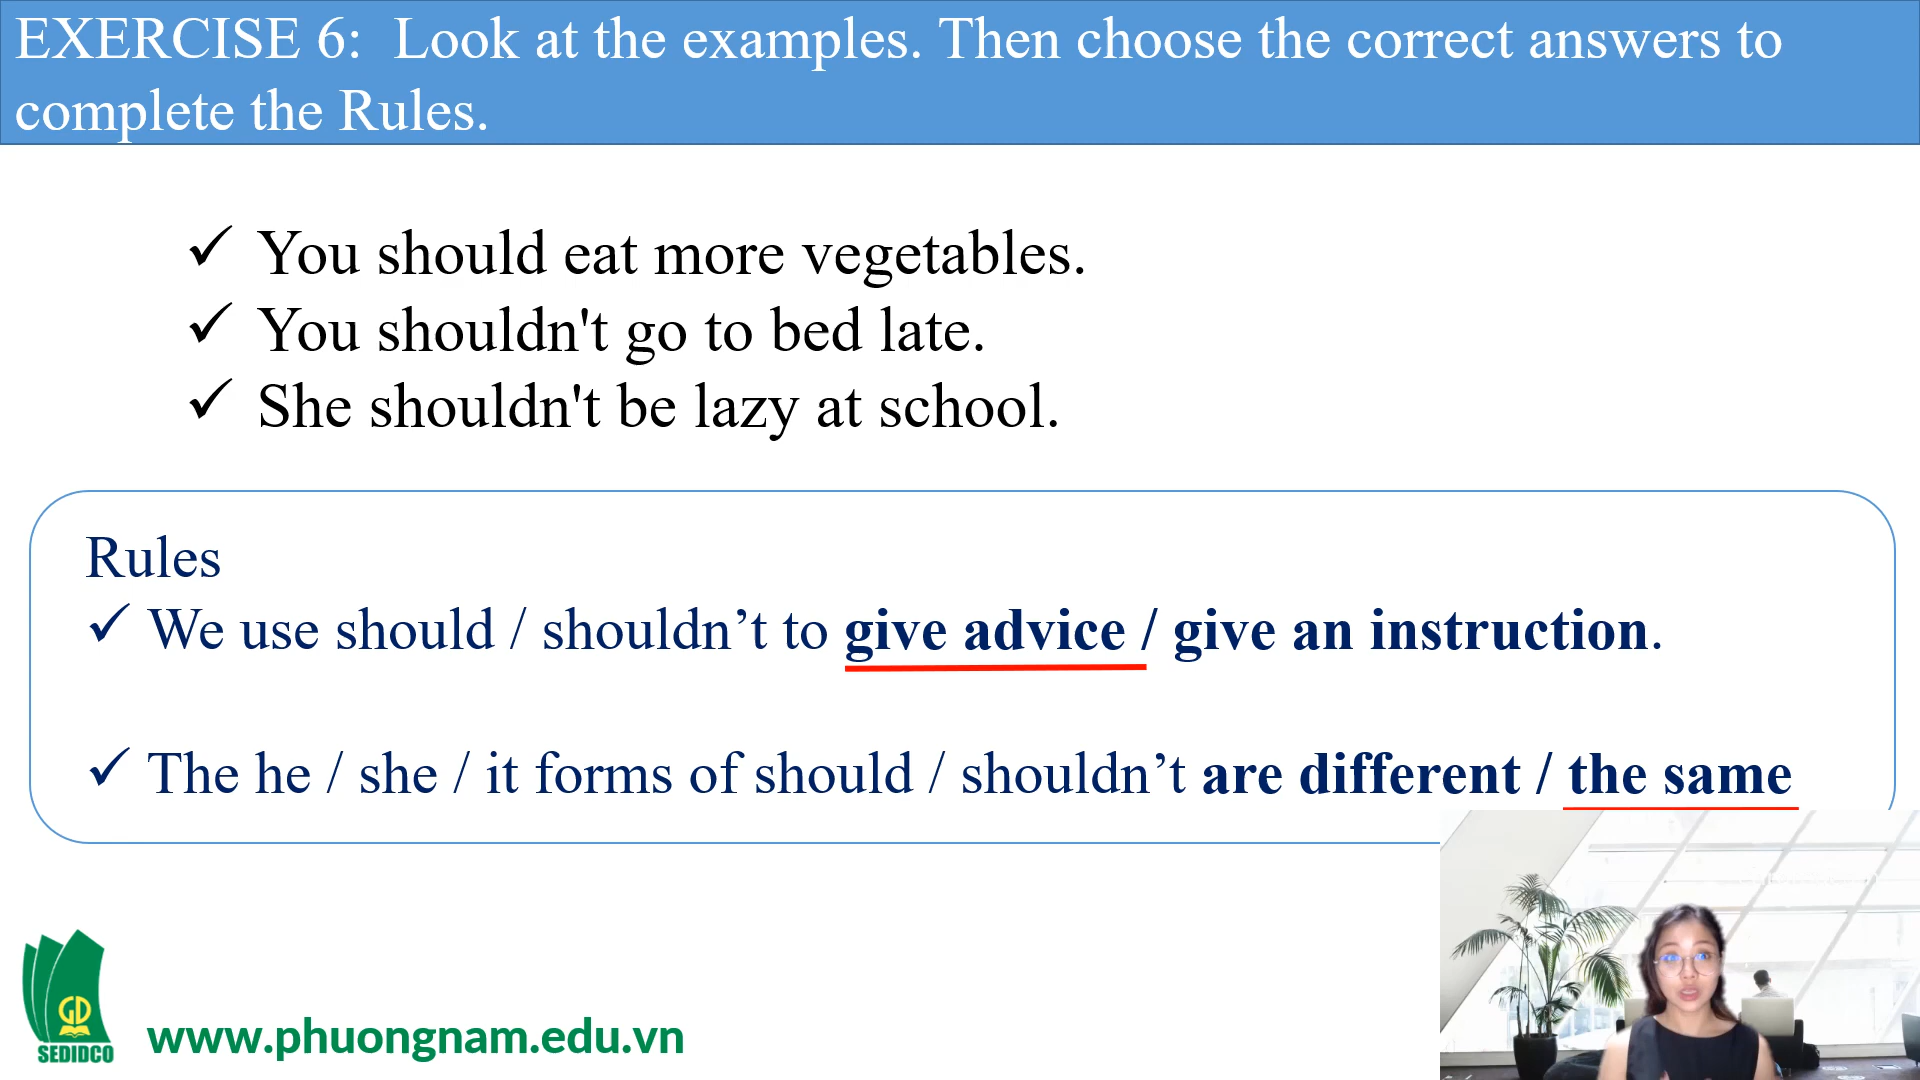 EXERCISE 6: Look at the examples. Then choose the correct answers to
complete the Rules.
✓ You should eat more vegetables.
✓ You shouldn't go to bed late.
✓ She shouldn't be lazy at school.
Rules
✓ We use should / shouldn’t to give advice / give an instruction.
✓ The he / she / it forms of should / shouldn’t are different / the same
GD
SEDIDCO
www.phuongnam.edu.vn